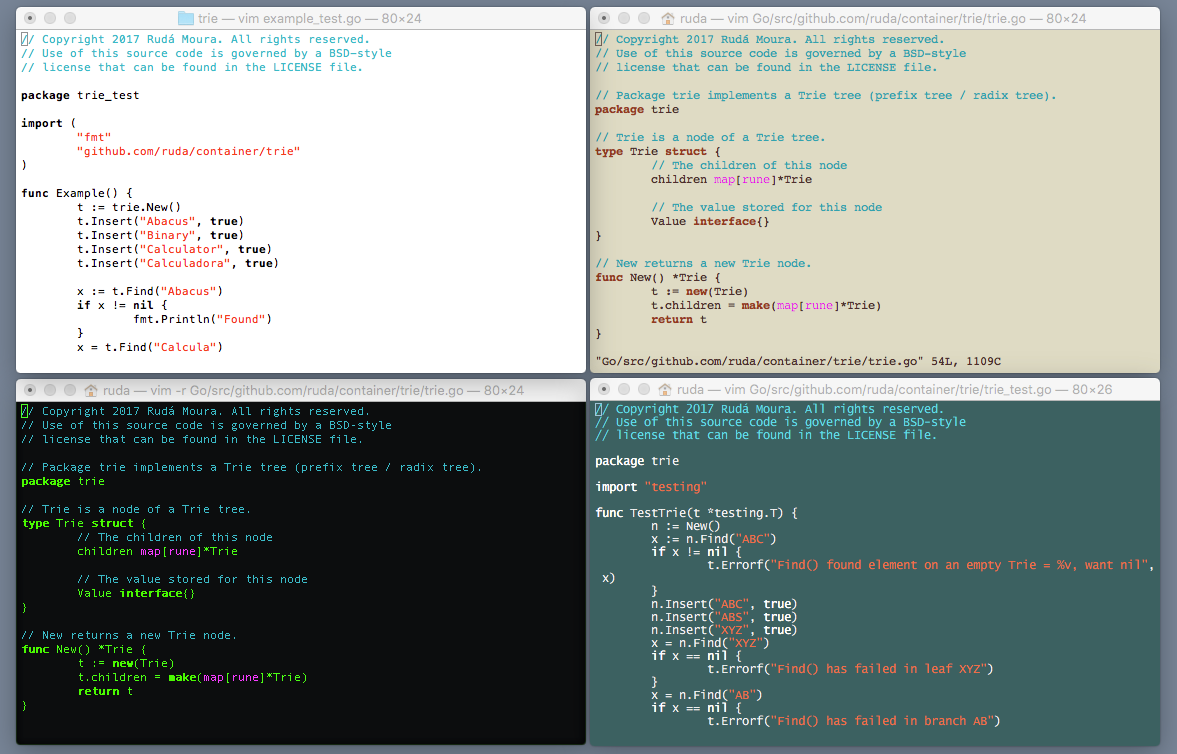 trie — vim example_test.go — 80×24
// Copyright 2017 Rudá Moura. All rights reserved.
// Use of this source code is governed by a BSD-style
// license that can be found in the LICENSE file.
package trie_test
import (
"fmt"
"github.com/ruda/container/trie"
)
func Example() {
t := trie.New()
t.Insert("Abacus", true)
t.Insert("Binary", true)
t.Insert("Calculator", true)
t.Insert("Calculadora", true)
x := t.Find("Abacus")
if x != nil {
fmt.Println("Found")
}
x = t.Find("Calcula")
ruda — vim Go/src/github.com/ruda/container/trie/trie.go — 80×24
// Copyright 2017 Rudá Moura. All rights reserved.
// Use of this source code is governed by a BSD-style
// license that can be found in the LICENSE file.
// Package trie implements a Trie tree (prefix tree / radix tree).
package trie
// Trie is a node of a Trie tree.
type Trie struct {
// The children of this node
children map[rune]*Trie
// The value stored for this node
Value interface{}
}
// New returns a new Trie node.
func New() *Trie {
t := new(Trie)
t.children = make(map[rune]*Trie)
return t
}
"Go/src/github.com/ruda/container/trie/trie.go" 54L, 1109C
ruda — vim -r Go/src/github.com/ruda/container/trie/trie.go — 80×24
// Copyright 2017 Rudá Moura. All rights reserved.
// Use of this source code is governed by a BSD-style
// license that can be found in the LICENSE file.
// Package trie implements a Trie tree (prefix tree / radix tree).
package trie
// Trie is a node of a Trie tree.
type Trie struct {
// The children of this node
children map[rune]*Trie
// The value stored for this node
Value interface{}
}
// New returns a new Trie node.
func New() *Trie {
t := new(Trie)
t.children = make(map[rune]*Trie)
return t
}
ruda — vim Go/src/github.com/ruda/container/trie/trie_test.go — 80×26
// Copyright 2017 Rudá Moura. All rights reserved.
// Use of this source code is governed by a BSD-style
// license that can be found in the LICENSE file.
package trie
import "testing"
func TestTrie(t *testing.T) {
n := New()
x := n.Find("ABC")
if x != nil {
t.Errorf("Find() found element on an empty Trie = %v, want nil",
x)
}
n.Insert("ABC", true)
n.Insert("ABS", true)
n.Insert("XYZ", true)
x = n.Find("XYZ")
if x == nil {
t.Errorf("Find() has failed in leaf XYZ")
}
x = n.Find("AB")
if x == nil {
t.Errorf("Find() has failed in branch AB")